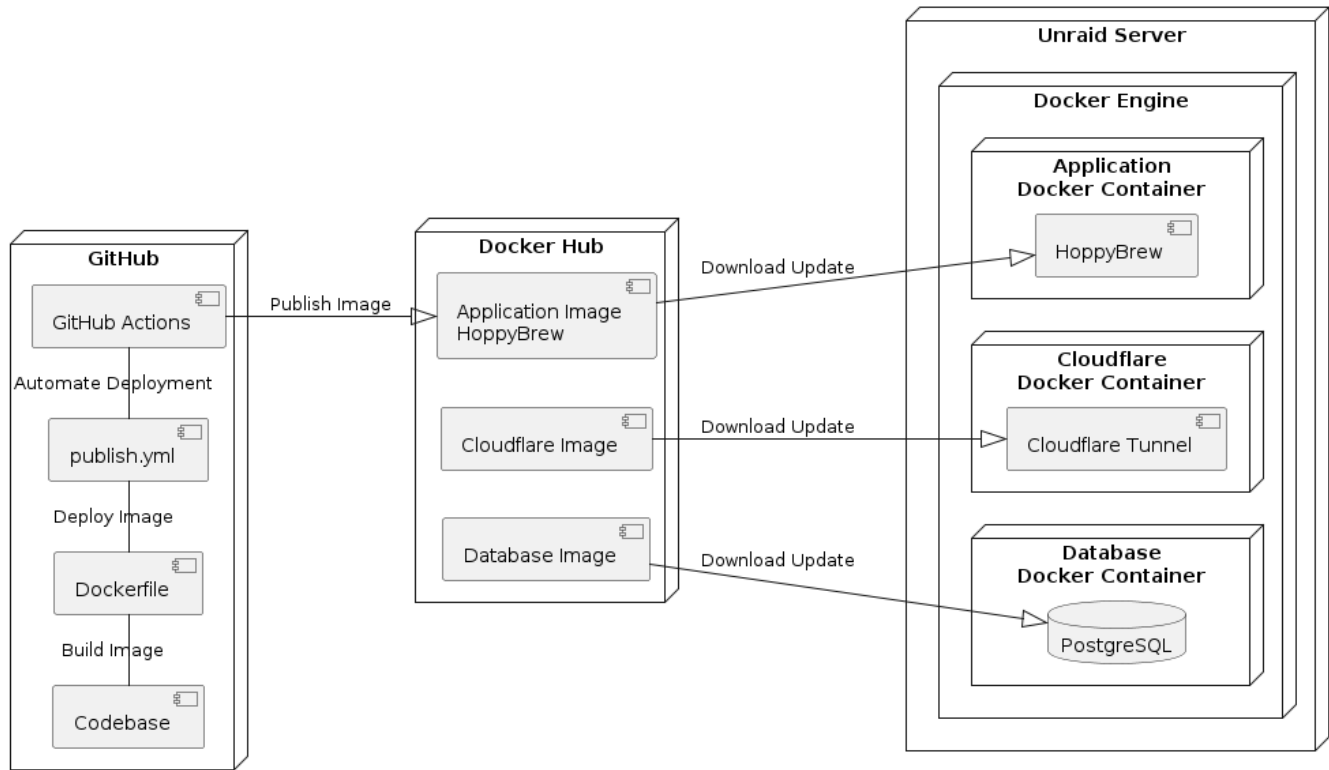 GitHub
GitHub Actions
Automate Deployment
publish.yml
Deploy Image
Dockerfile
Build Image
Codebase
Publish Image
Docker Hub
Application Image
HoppyBrew
Cloudflare Image
Database Image
Download Update
Download Update
Download Update
Unraid Server
Docker Engine
Application
Docker Container
HoppyBrew
Cloudflare
Docker Container
Cloudflare Tunnel
Database
Docker Container
PostgreSQL